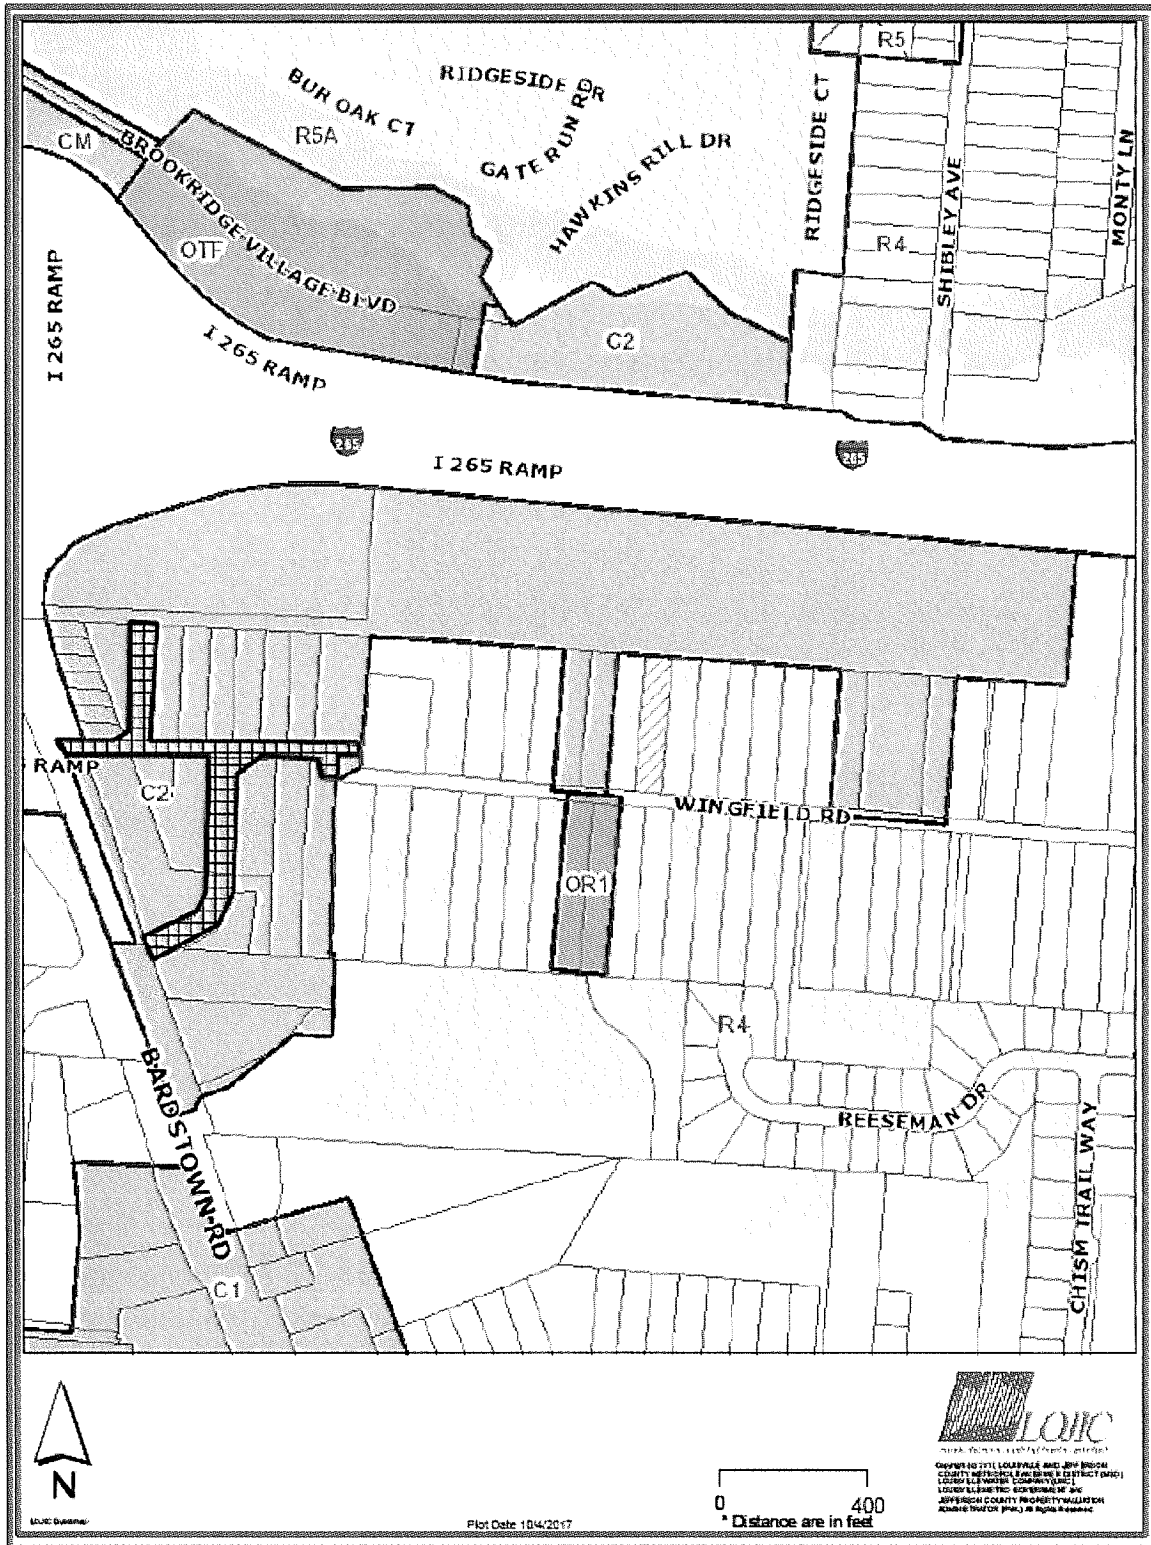 R5
RIDGESIDE DR
BUR OAK CT
R5A
GATE RUN RD
HAWKINS RILL DR
RIDGESIDE CT
SHIBLEY AVE
MONTY LN
CM
BROOKRIDGE VILLAGE BLVD
OTF
R4
I 265 RAMP
I 265 RAMP
C2
265
265
I 265 RAMP
RAMP
C2
WINGFIELD RD
OR1
R4
REESEMAN DR
BARDSTOWN RD
CHISM TRAIL WAY
C1
N
LOJIC
0 400
* Distance are in feet
Plot Date 10/4/2017